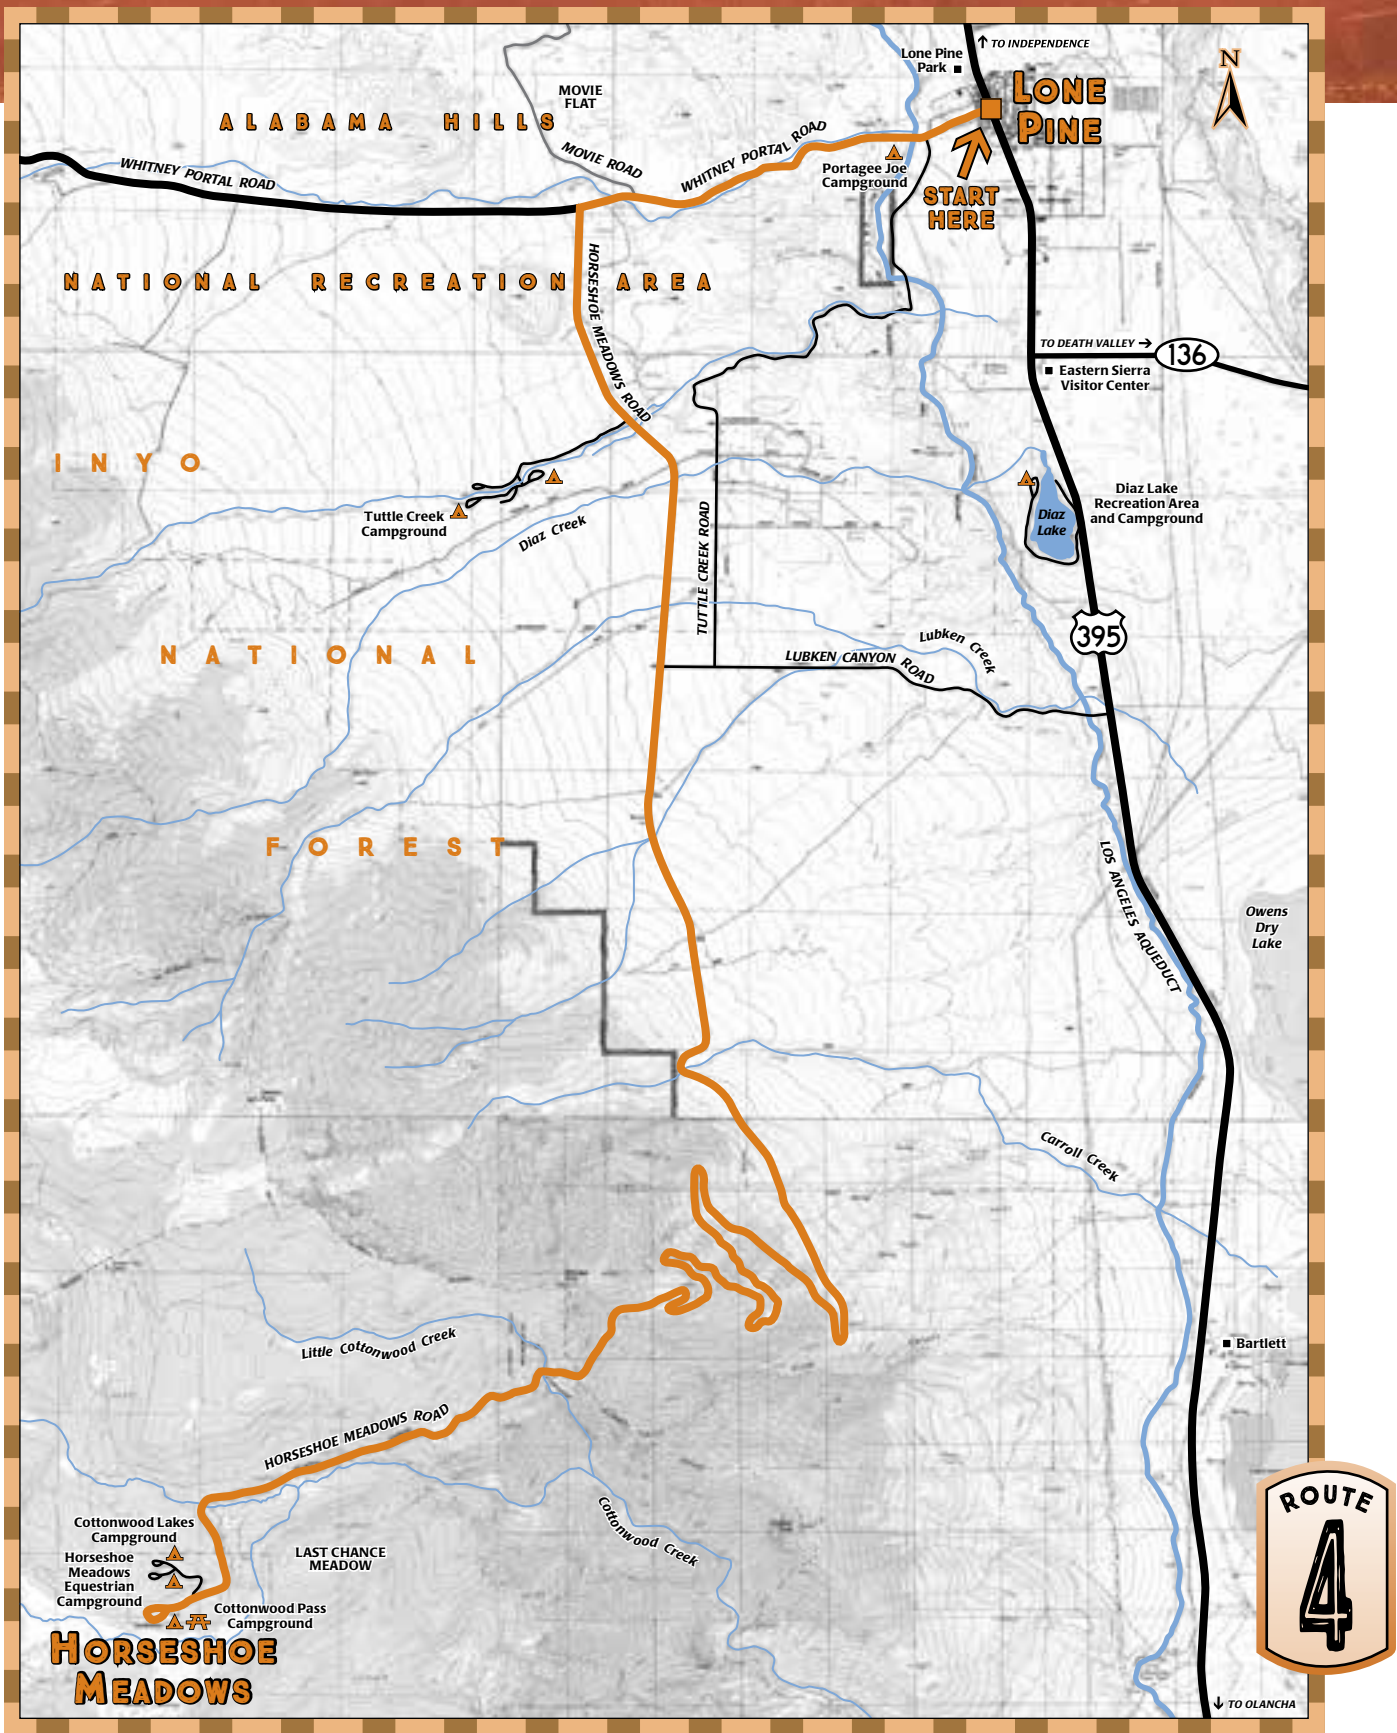 ↑ TO INDEPENDENCE
Lone Pine
Park
N
LONE
PINE
MOVIE
FLAT
ALABAMA HILLS
WHITNEY PORTAL ROAD
MOVIE ROAD
WHITNEY PORTAL ROAD
Portagee Joe
Campground
START
HERE
NATIONAL RECREATION AREA
HORSESHOE MEADOWS ROAD
TO DEATH VALLEY →
136
Eastern Sierra
Visitor Center
INYO
Tuttle Creek
Campground
Diaz Creek
TUTTLE CREEK ROAD
Diaz
Lake
Diaz Lake
Recreation Area
and Campground
395
NATIONAL
LUBKEN CANYON ROAD
Lubken Creek
FOREST
LOS ANGELES AQUEDUCT
Owens
Dry
Lake
Carroll Creek
Little Cottonwood Creek
Bartlett
HORSESHOE MEADOWS ROAD
Cottonwood Creek
Cottonwood Lakes
Campground
Horseshoe
Meadows
Equestrian
Campground
LAST CHANCE
MEADOW
Cottonwood Pass
Campground
HORSESHOE
MEADOWS
ROUTE
4
↓ TO OLANCHA